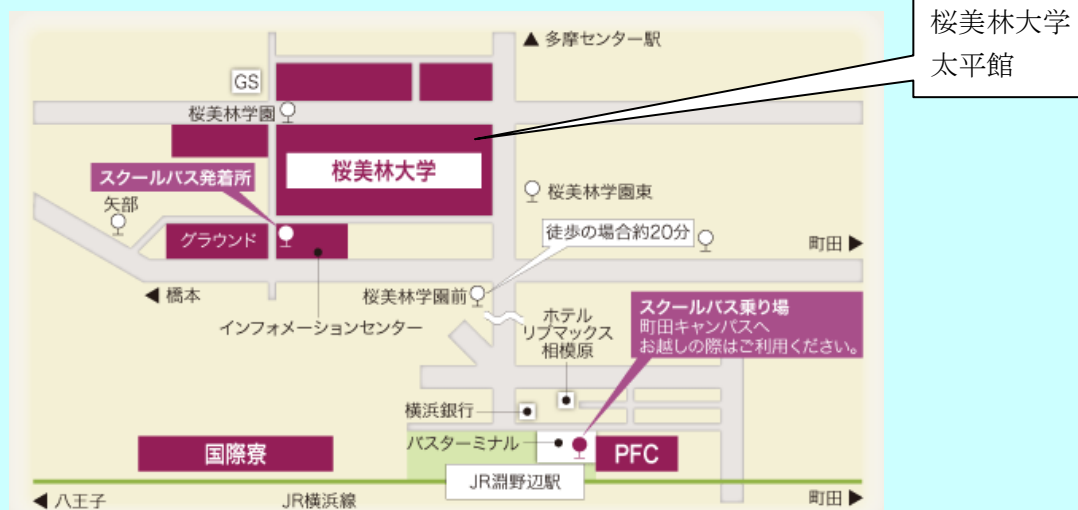 桜美林大学
太平館
▲ 多摩センター駅
GS
桜美林学園
桜美林大学
スクールバス発着所
矢部
桜美林学園東
グラウンド
徒歩の場合約20分
町田 ▶
◀ 橋本
桜美林学園前
インフォメーションセンター
ホテル
リブマックス
相模原
スクールバス乗り場
町田キャンパスへ
お越しの際はご利用ください。
横浜銀行
バスターミナル
国際寮
PFC
JR淵野辺駅
◀ 八王子
JR横浜線
町田 ▶